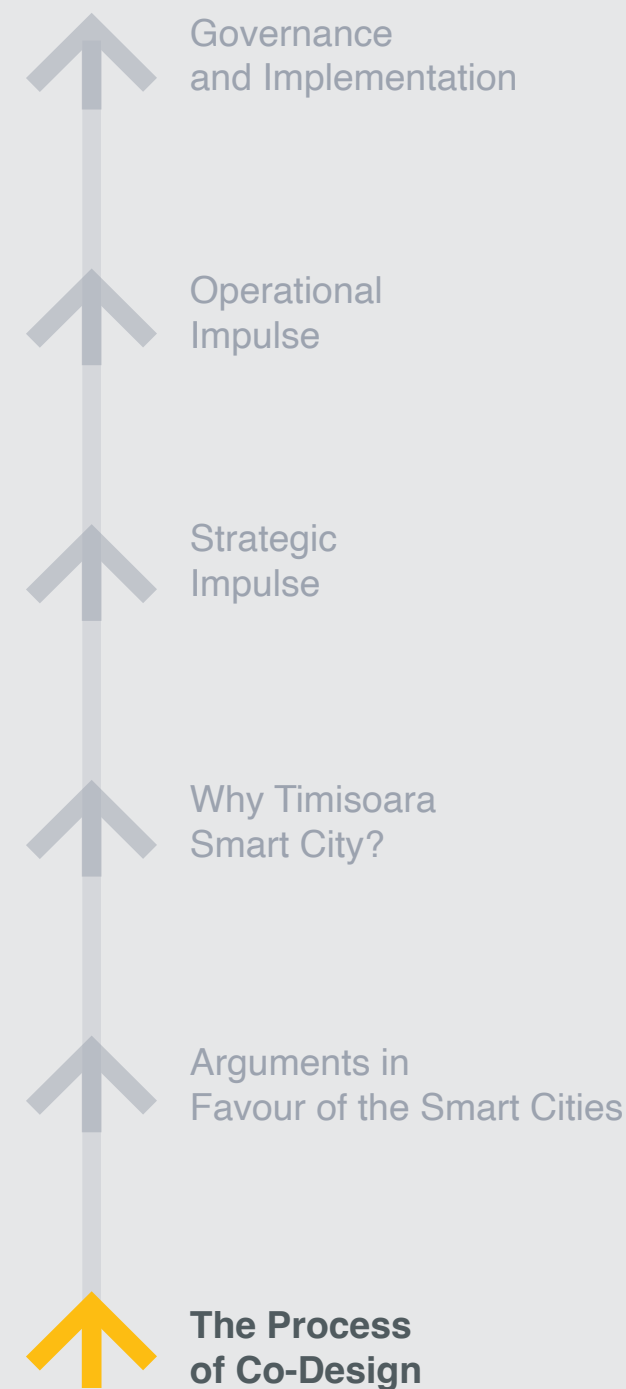 Governance
and Implementation
Operational
Impulse
Strategic
Impulse
Why Timisoara
Smart City?
Arguments in
Favour of the Smart Cities
The Process
of Co-Design